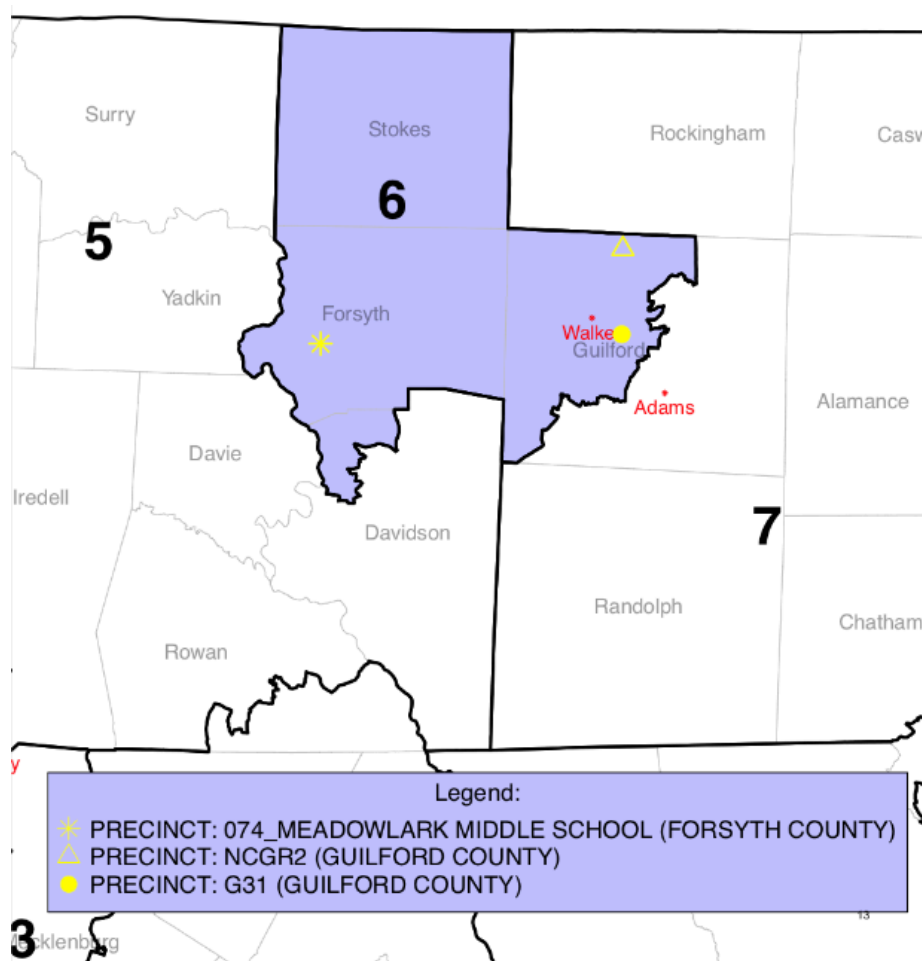 Surry
Stokes
Rockingham
Casw
6
5
Yadkin
Forsyth
Walke
Guilford
Adams
Alamance
Davie
Iredell
Davidson
7
Randolph
Chatham
Rowan
y
Legend:
PRECINCT: 074_MEADOWLARK MIDDLE SCHOOL (FORSYTH COUNTY)
PRECINCT: NCGR2 (GUILFORD COUNTY)
PRECINCT: G31 (GUILFORD COUNTY)
13
3
ecklenburg